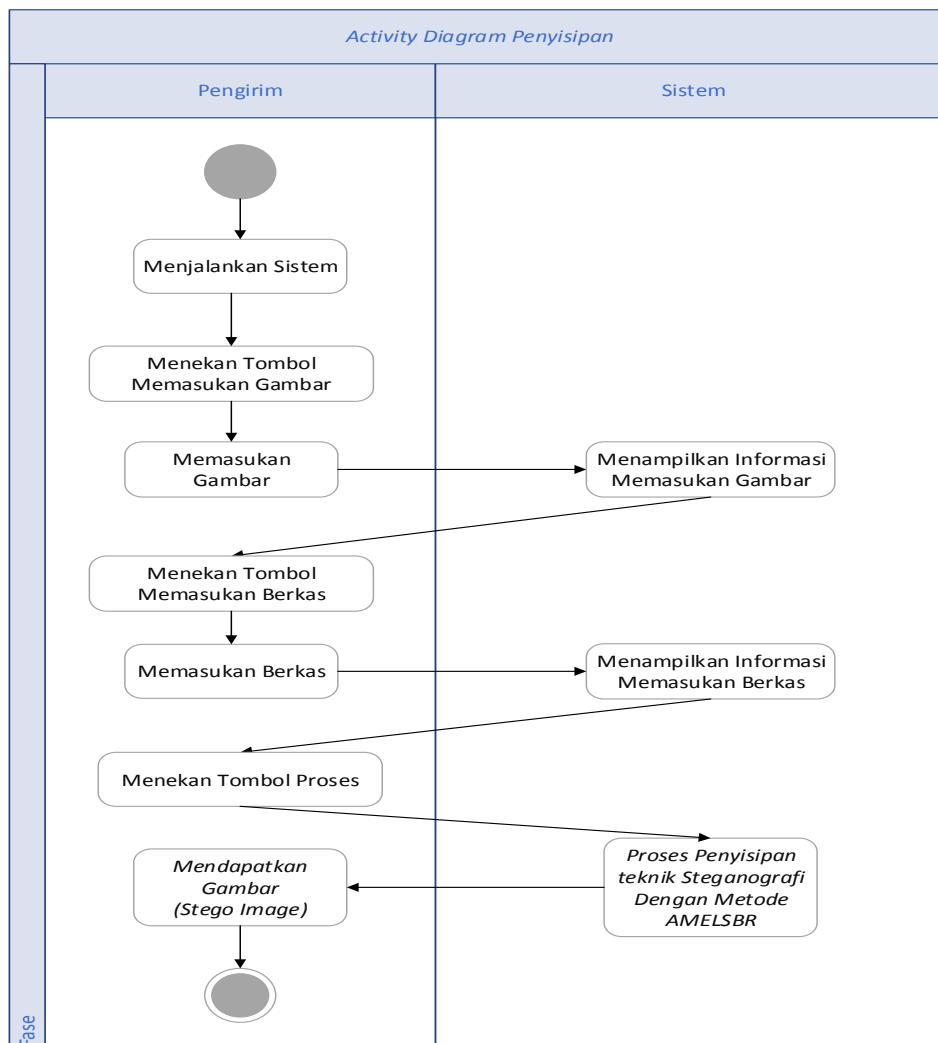 Activity Diagram Penyisipan
Pengirim
Sistem
Menjalankan Sistem
Menekan Tombol
Memasukan Gambar
Memasukan
Gambar
Menampilkan Informasi
Memasukan Gambar
Menekan Tombol
Memasukan Berkas
Memasukan Berkas
Menampilkan Informasi
Memasukan Berkas
Menekan Tombol Proses
Proses Penyisipan
teknik Steganografi
Dengan Metode
AMELSBR
Mendapatkan
Gambar
(Stego Image)
Fase